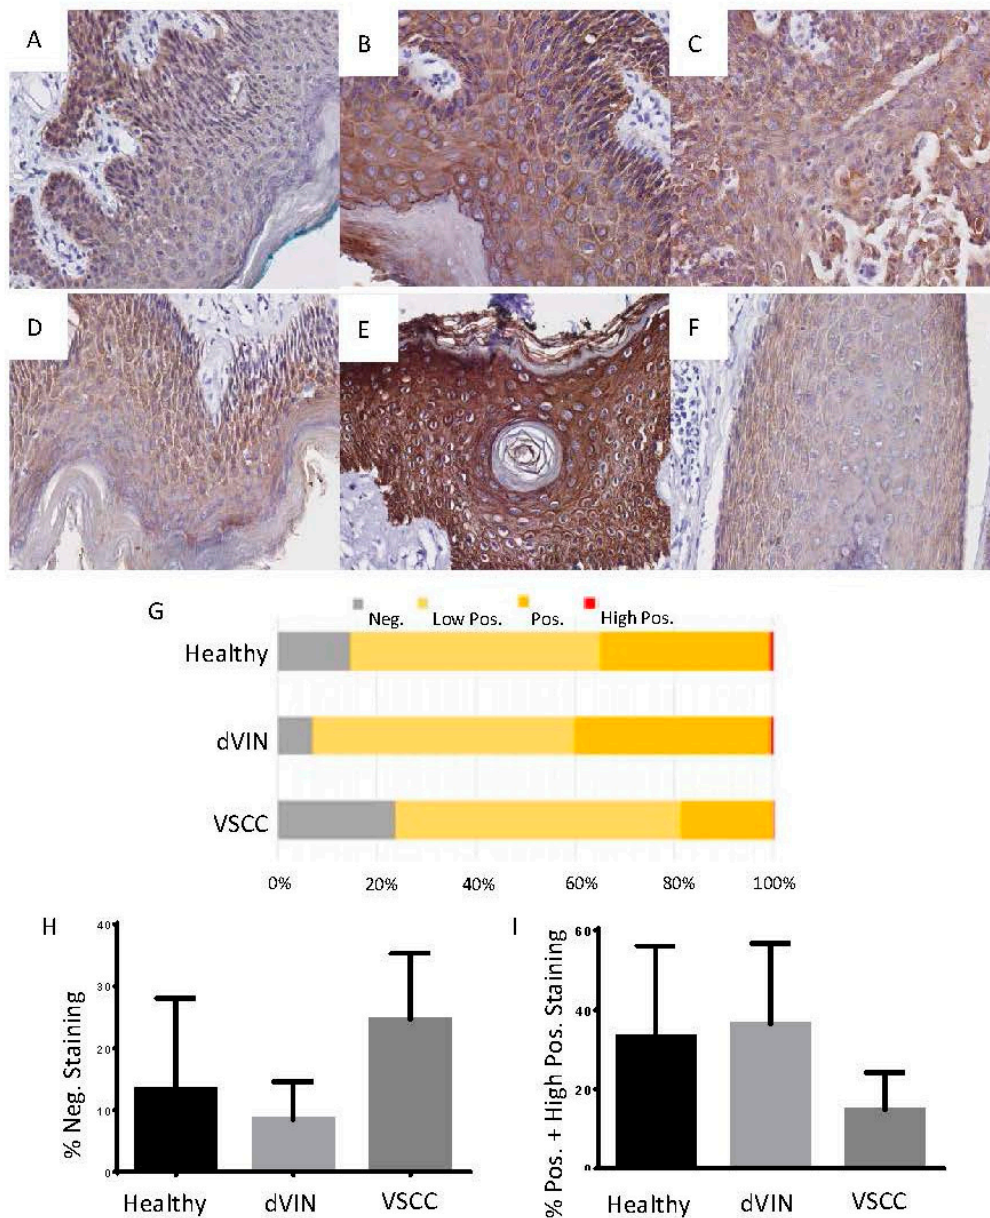 A
B
C
D
E
F
G
Neg. Low Pos. Pos. High Pos.
Healthy
dVIN
VSCC
0% 20% 40% 60% 80% 100%
H
% Neg. Staining
40
30
20
10
0
Healthy dVIN VSCC
I
% Pos. + High Pos. Staining
60
40
20
0
Healthy dVIN VSCC